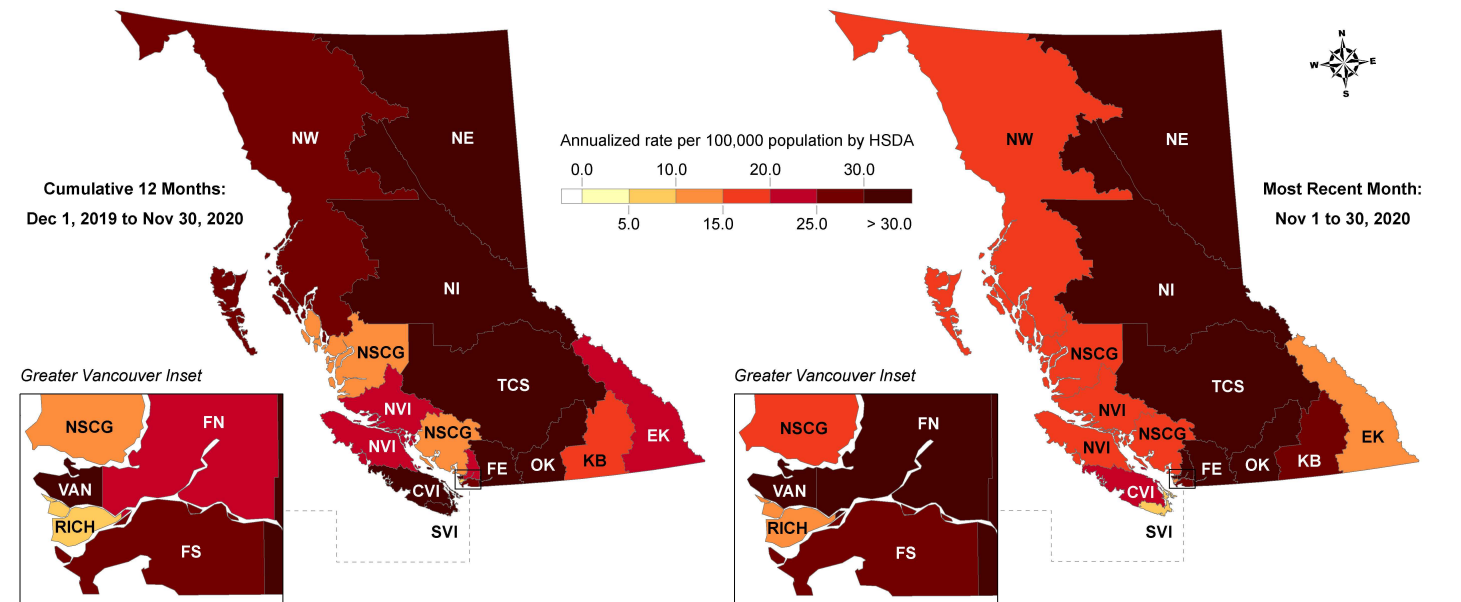 N
W
E
S
NW
NE
NI
NSCG
TCS
NVI
NVI
NSCG
EK
KB
OK
FE
CVI
SVI
Cumulative 12 Months:
Dec 1, 2019 to Nov 30, 2020
Annualized rate per 100,000 population by HSDA
0.0 10.0 20.0 30.0
5.0 15.0 25.0 > 30.0
Greater Vancouver Inset
NSCG
FN
VAN
RICH
FS
NW
NE
NI
NSCG
TCS
NVI
NVI
NSCG
EK
KB
OK
FE
CVI
SVI
Most Recent Month:
Nov 1 to 30, 2020
Greater Vancouver Inset
NSCG
FN
VAN
RICH
FS